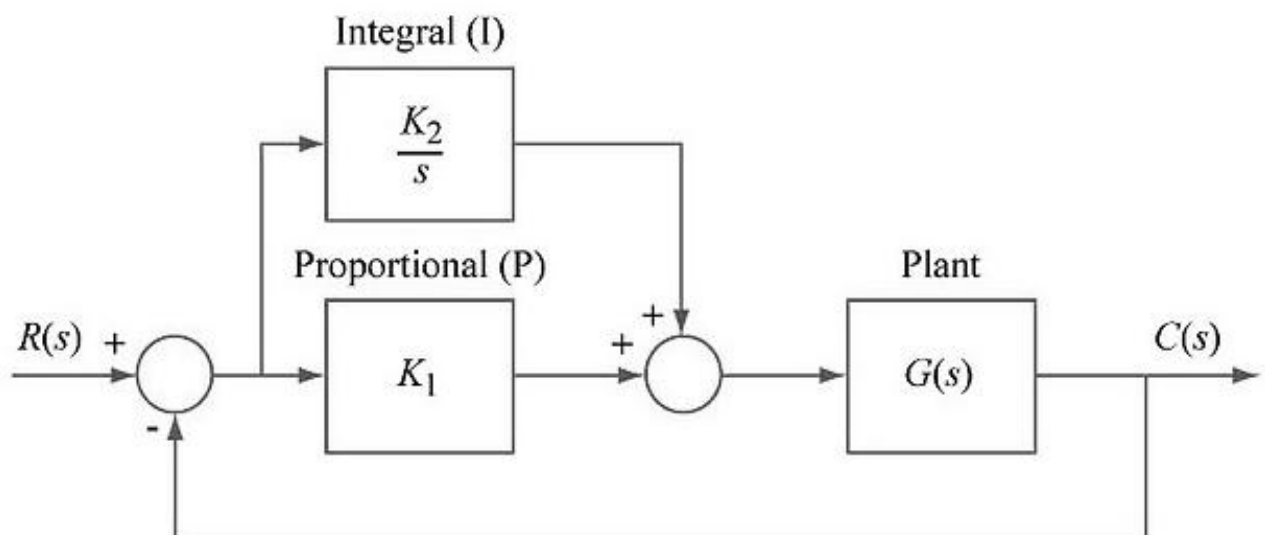 Integral (I)
K₂
s
Proportional (P)
Plant
R(s)
+
+
+
C(s)
K₁
G(s)
-